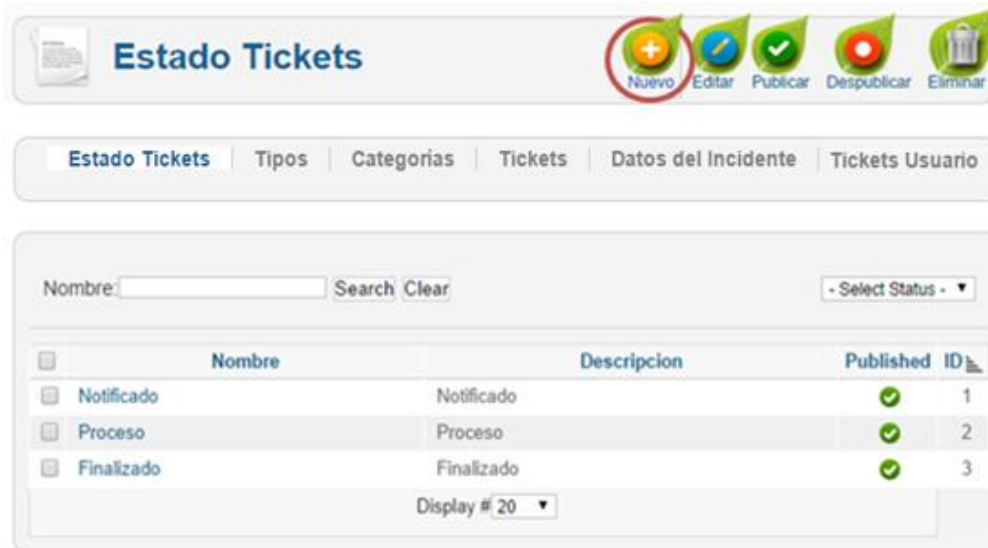 Estado Tickets
Nuevo Editar Publicar Despublicar Eliminar
Estado Tickets Tipos Categorías Tickets Datos del Incidente Tickets Usuario
Nombre: Search Clear - Select Status -
Nombre Descripcion Published ID
Notificado Notificado 1
Proceso Proceso 2
Finalizado Finalizado 3
Display # 20